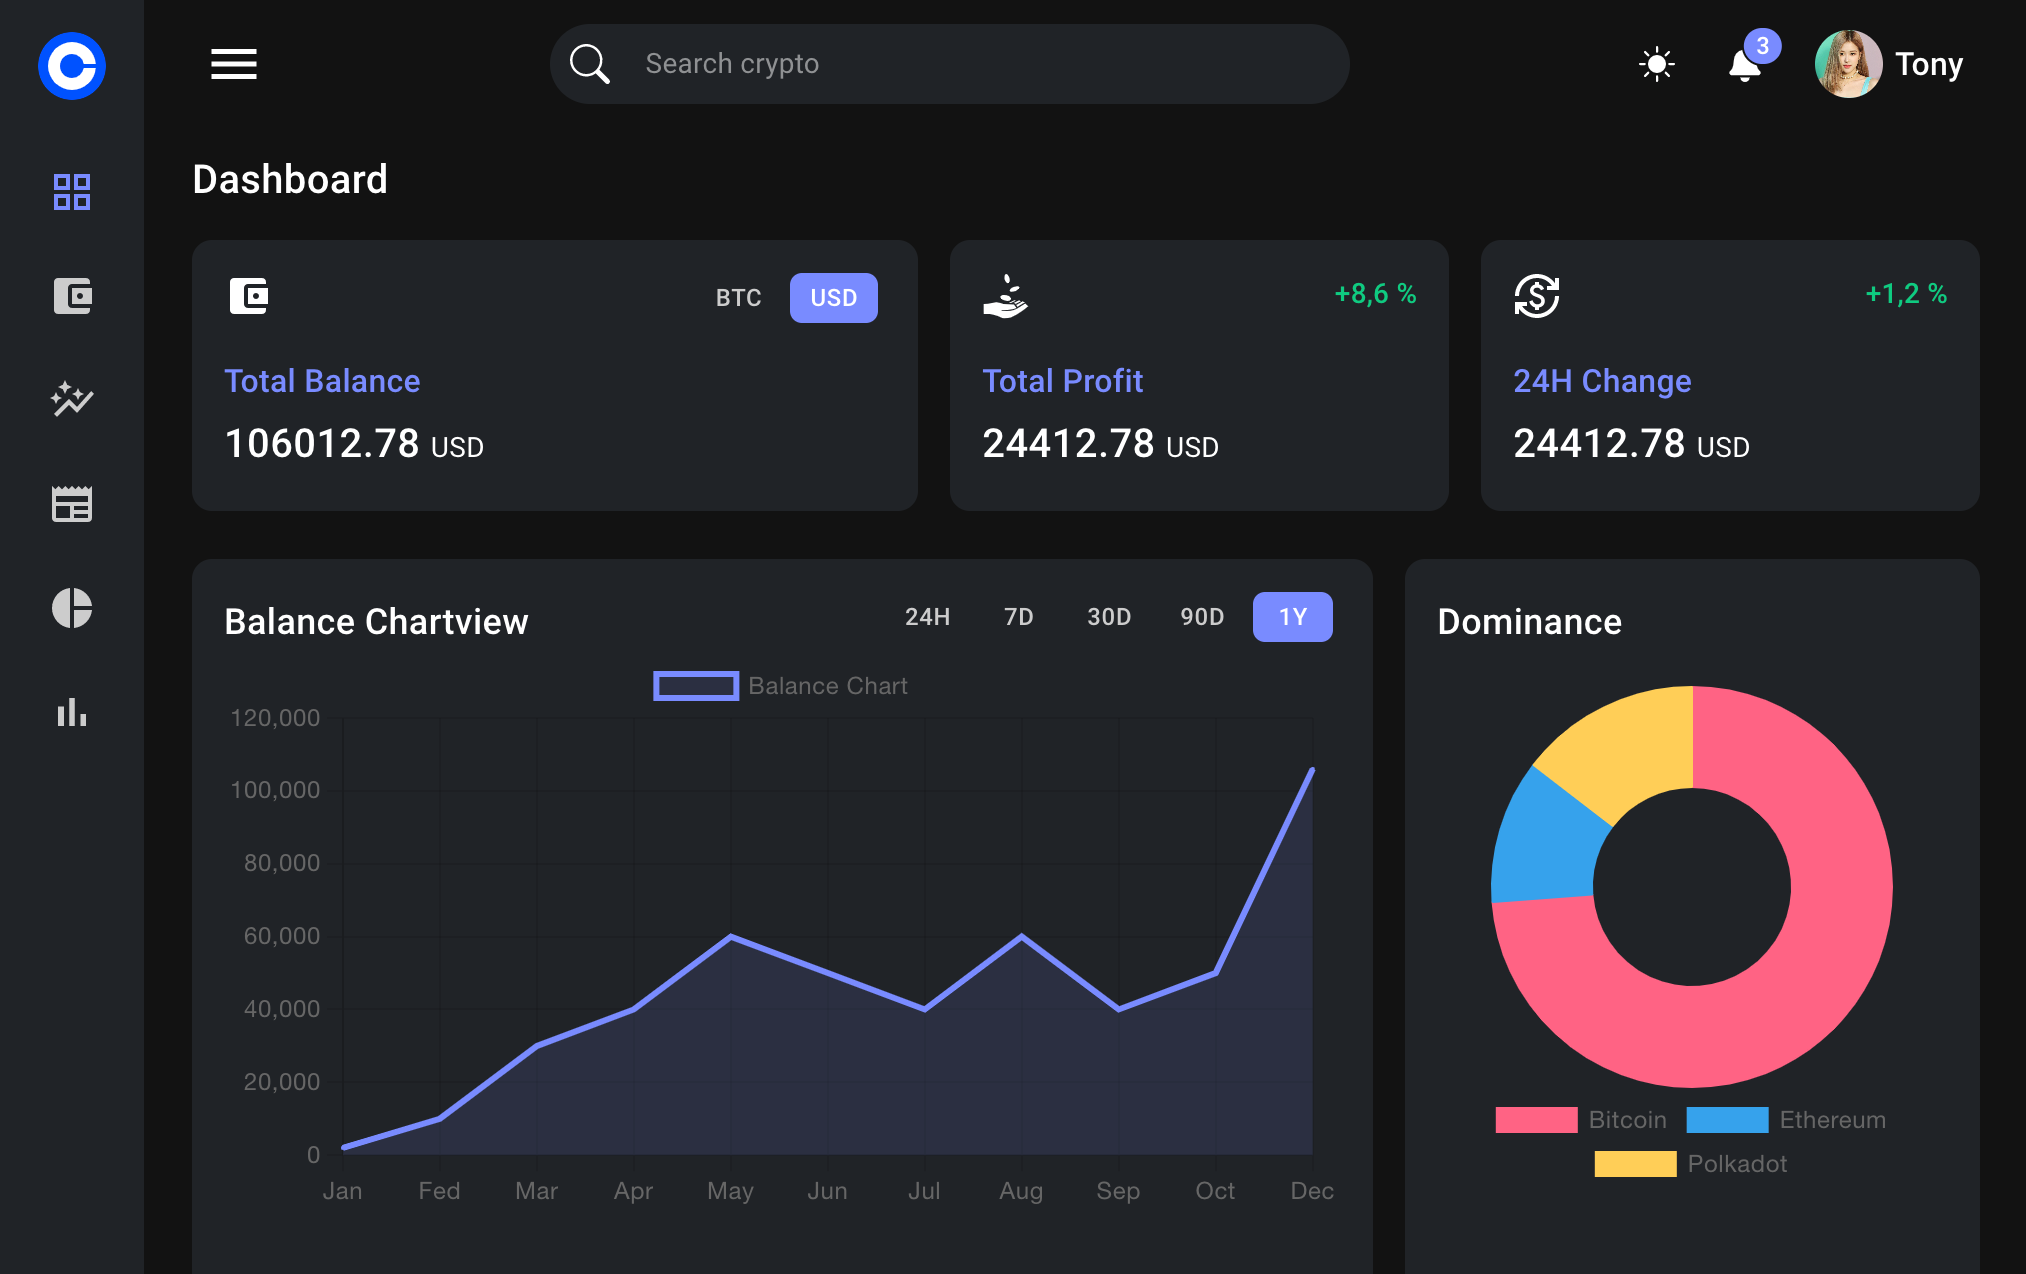 Search crypto
3
Tony
Dashboard
BTC USD
Total Balance
106012.78 USD
+8,6 %
Total Profit
24412.78 USD
+1,2 %
24H Change
24412.78 USD
Balance Chartview
24H 7D 30D 90D 1Y
Balance Chart
120,000
100,000
80,000
60,000
40,000
20,000
0
Jan Fed Mar Apr May Jun Jul Aug Sep Oct Dec
Dominance
Bitcoin Ethereum
Polkadot